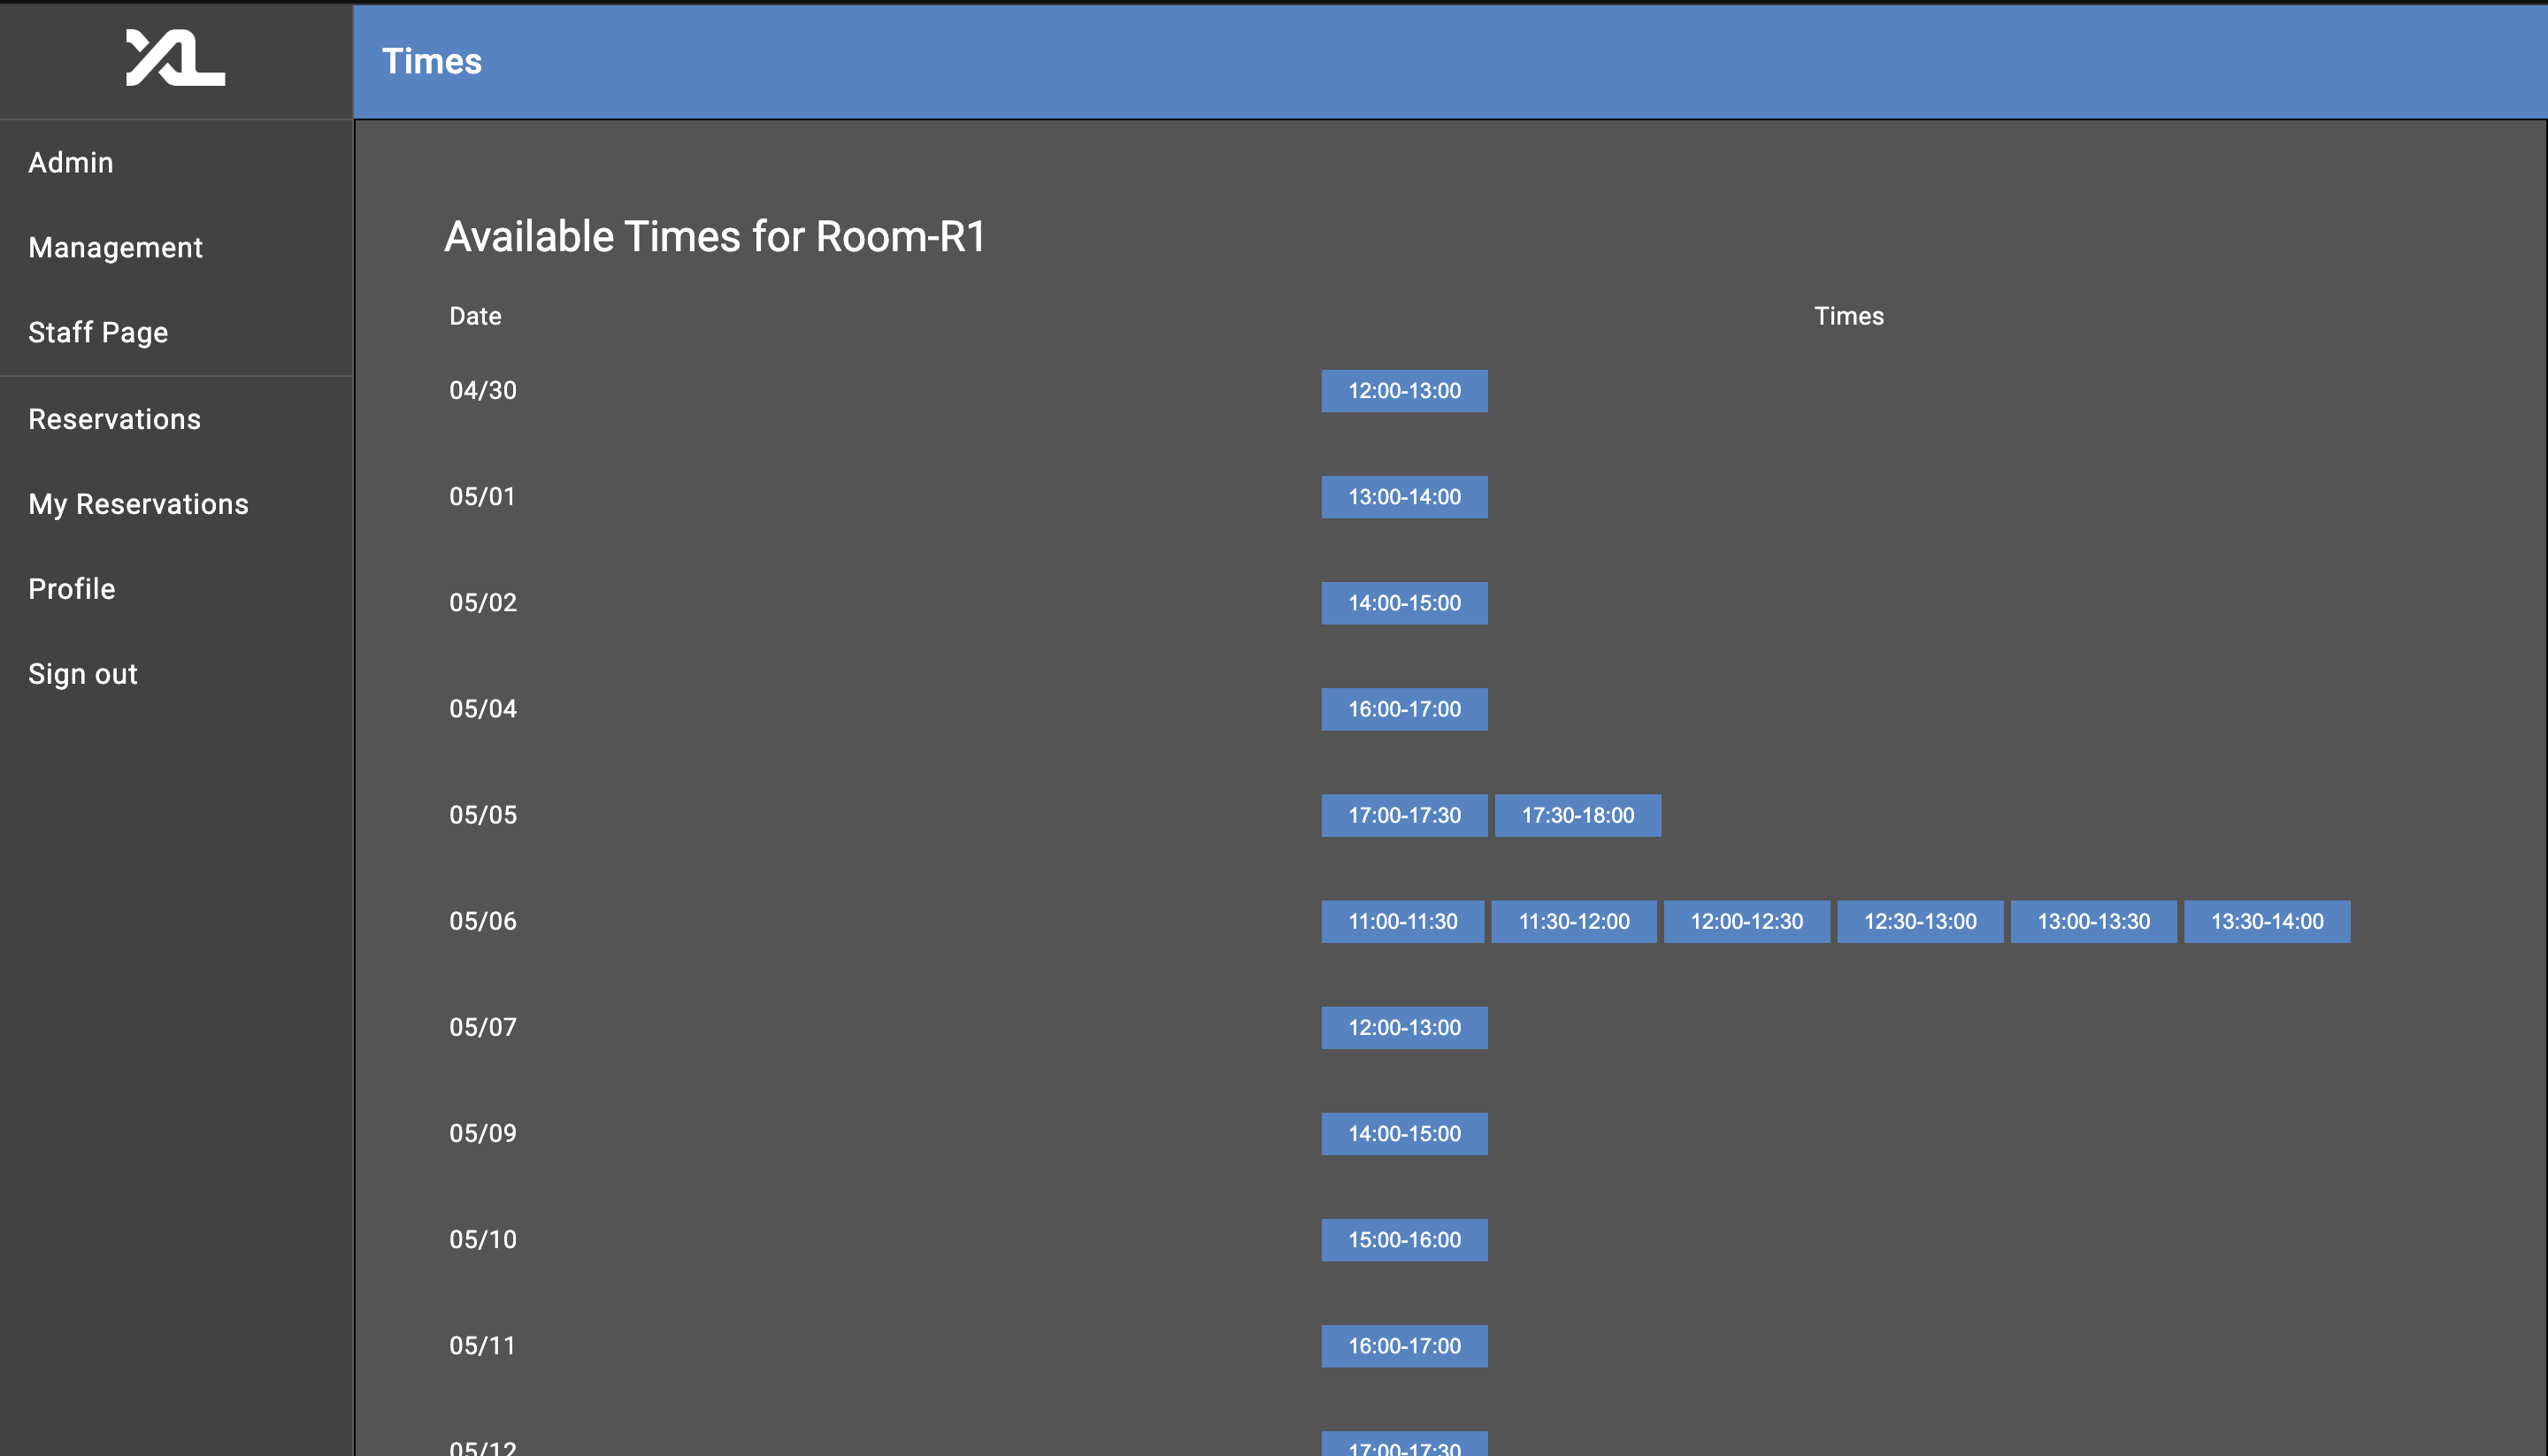 XL
Times
Admin
Management
Staff Page
Reservations
My Reservations
Profile
Sign out
Available Times for Room-R1
Date Times
04/30 12:00-13:00
05/01 13:00-14:00
05/02 14:00-15:00
05/04 16:00-17:00
05/05 17:00-17:30 17:30-18:00
05/06 11:00-11:30 11:30-12:00 12:00-12:30 12:30-13:00 13:00-13:30 13:30-14:00
05/07 12:00-13:00
05/09 14:00-15:00
05/10 15:00-16:00
05/11 16:00-17:00
05/12 17:00-17:30